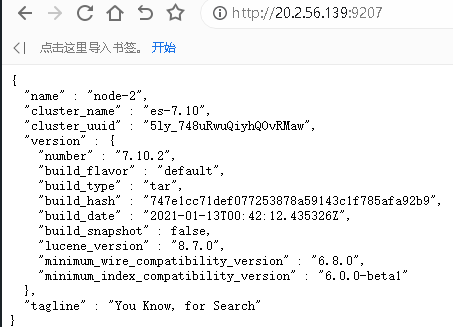 http://20.2.56.139:9207
点击这里导入书签。 开始
{
  "name" : "node-2",
  "cluster_name" : "es-7.10",
  "cluster_uuid" : "5ly_748uRwuQiyhQOvRMaw",
  "version" : {
    "number" : "7.10.2",
    "build_flavor" : "default",
    "build_type" : "tar",
    "build_hash" : "747e1cc71def077253878a59143c1f785afa92b9",
    "build_date" : "2021-01-13T00:42:12.435326Z",
    "build_snapshot" : false,
    "lucene_version" : "8.7.0",
    "minimum_wire_compatibility_version" : "6.8.0",
    "minimum_index_compatibility_version" : "6.0.0-beta1"
  },
  "tagline" : "You Know, for Search"
}